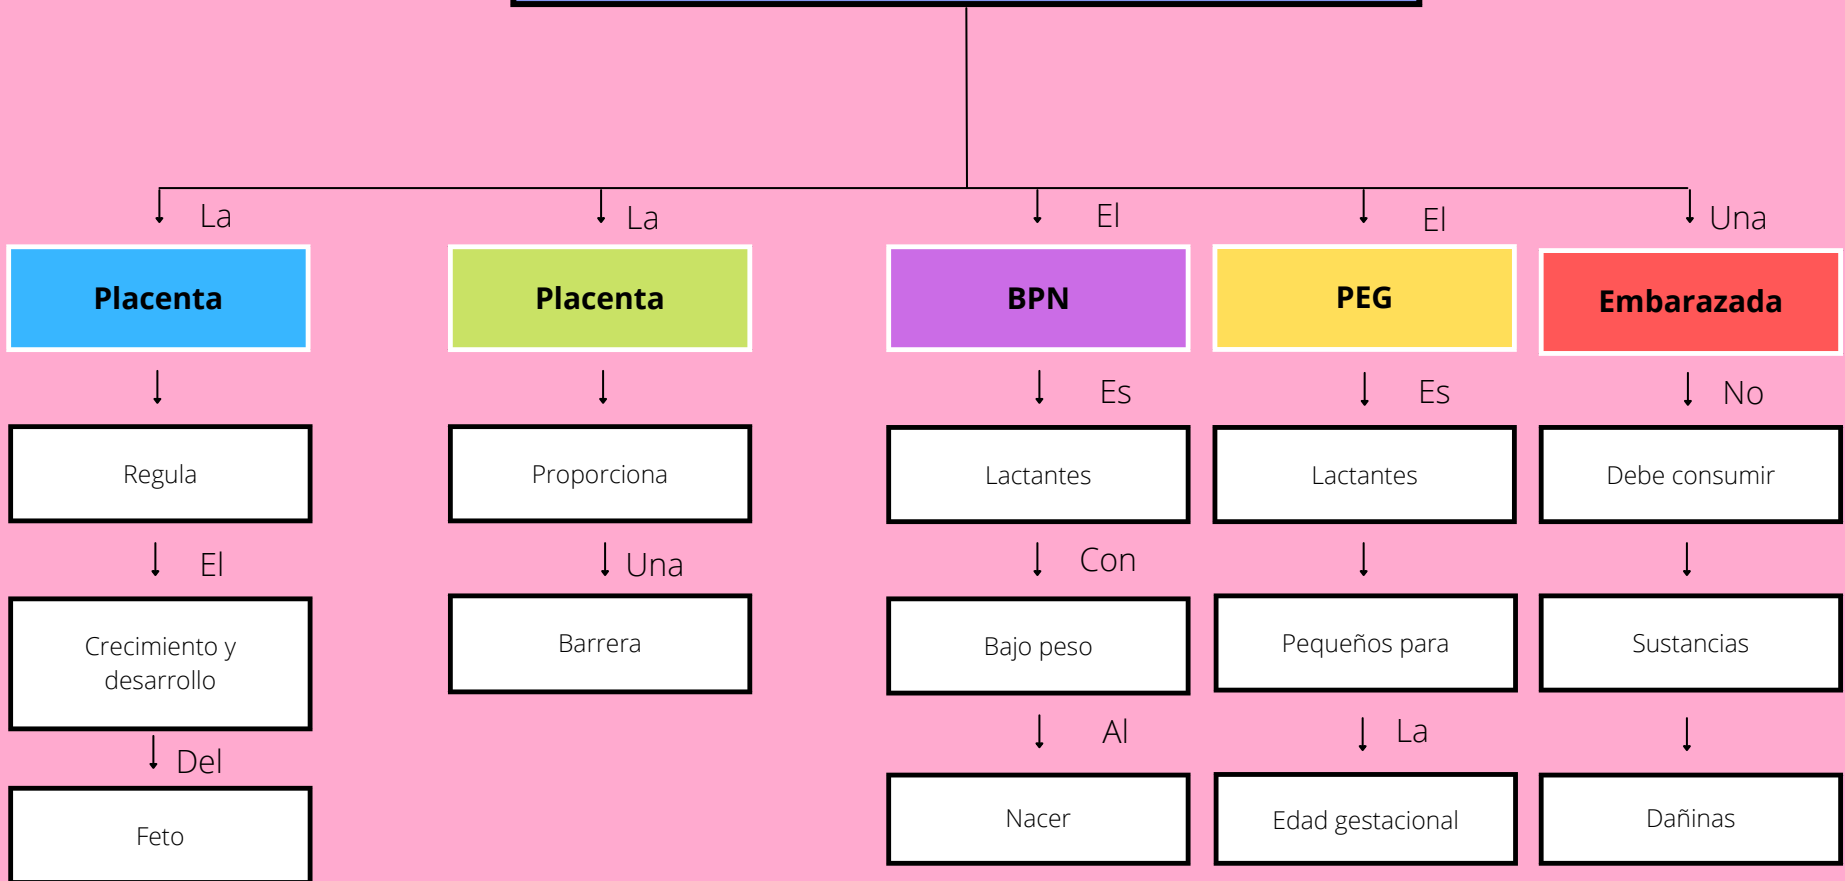 La
La
El
El
Una
Placenta
Placenta
BPN
PEG
Embarazada
Es
Es
No
Regula
Proporciona
Lactantes
Lactantes
Debe consumir
El
Una
Con
Crecimiento y
desarrollo
Barrera
Bajo peso
Pequeños para
Sustancias
Del
Al
La
Feto
Nacer
Edad gestacional
Dañinas